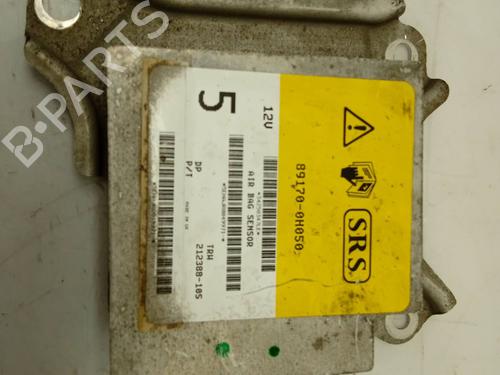 SRS
89170-0H050
12V
5
AIR BAG SENSOR
DP
P/T
TRW
212388-105
B-PARTS